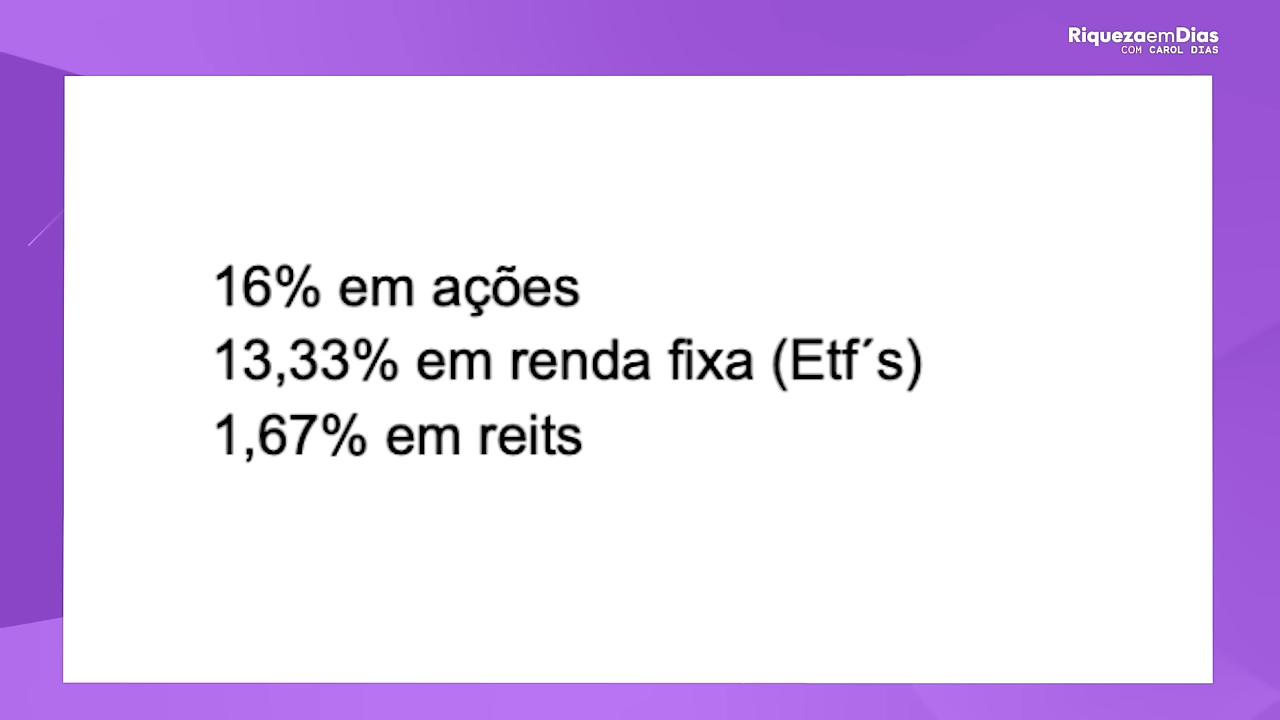 RiquezaemDias
COM CAROL DIAS
16% em ações
13,33% em renda fixa (Etf´s)
1,67% em reits